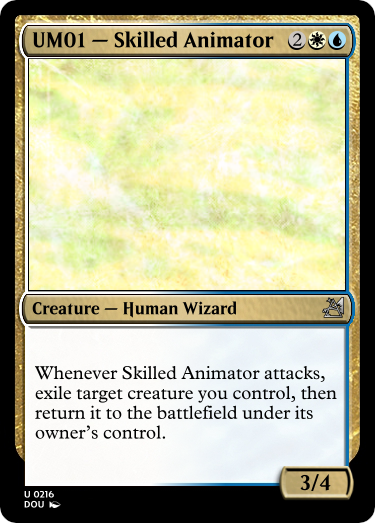 UM01 — Skilled Animator 2
Creature — Human Wizard
Whenever Skilled Animator attacks,
exile target creature you control, then
return it to the battlefield under its
owner's control.
3/4
U 0216
DOU